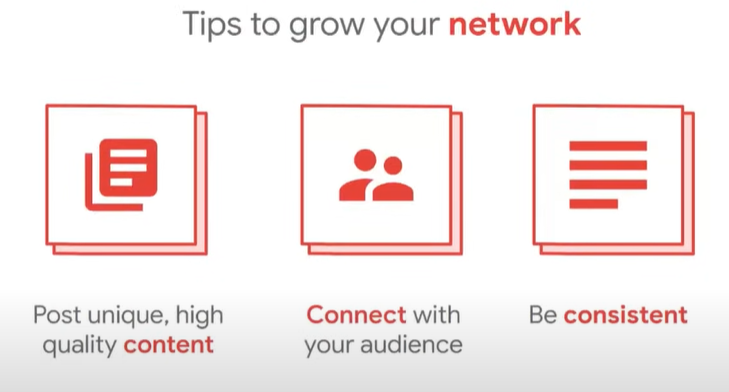 Tips to grow your network
Post unique, high
quality content
Connect with
your audience
Be consistent